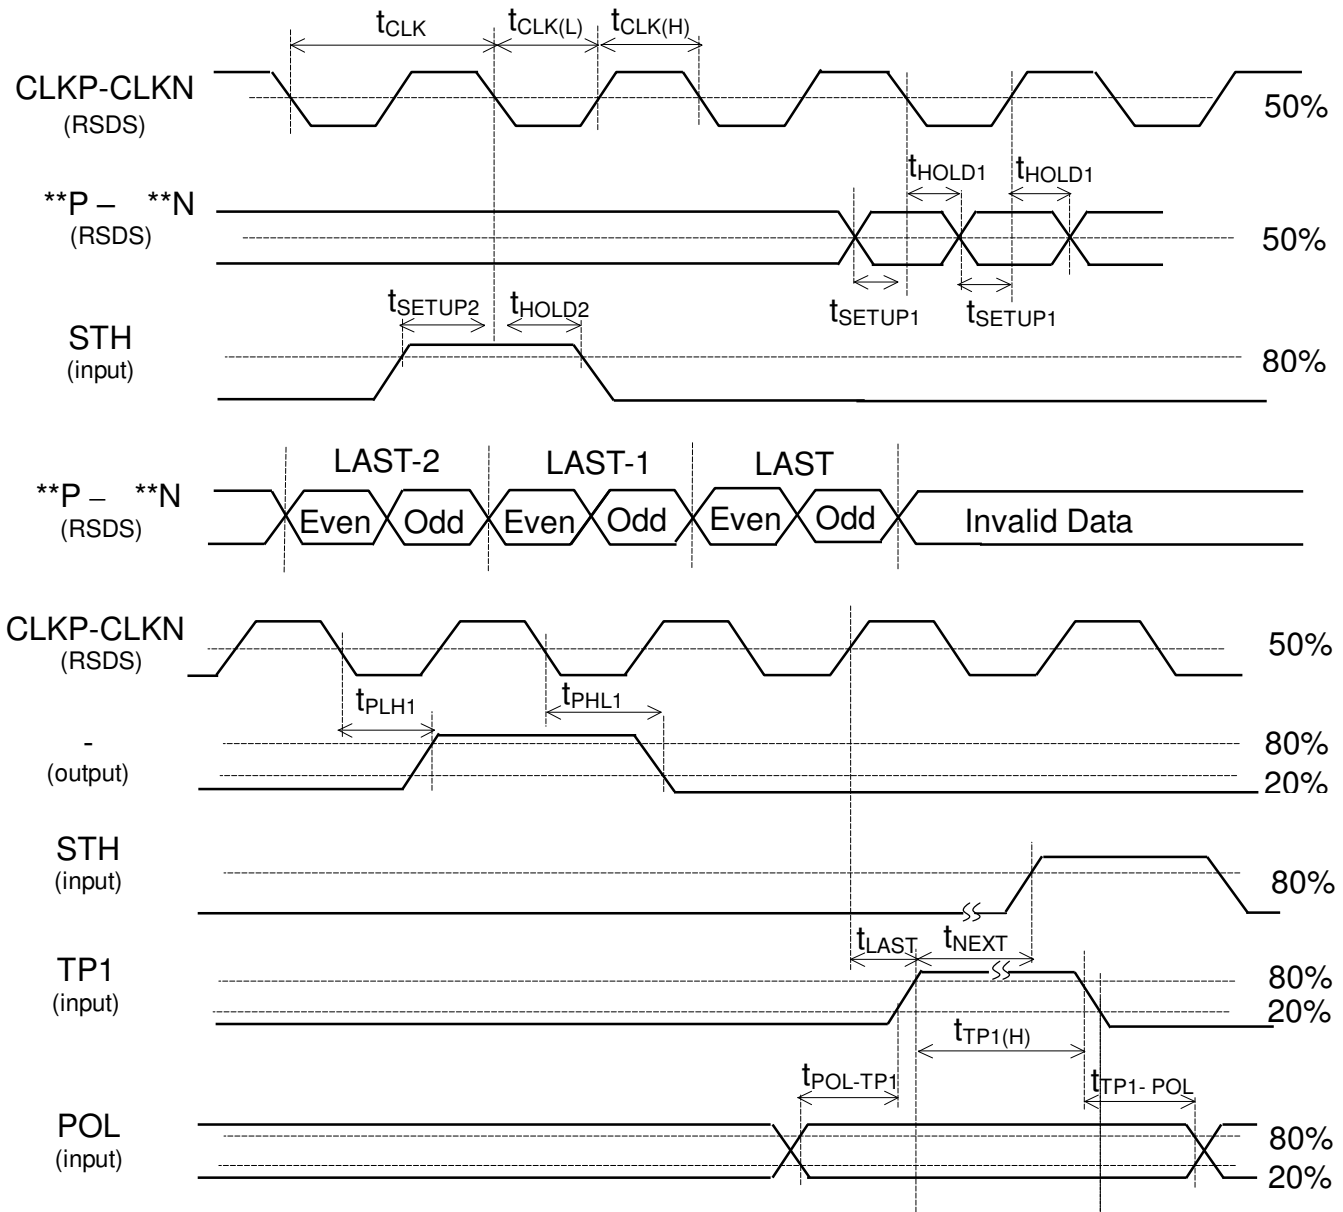 tCLK tCLK(L) tCLK(H)
CLKP-CLKN
(RSDS)
50%
tHOLD1 tHOLD1
**P – **N
(RSDS)
50%
tSETUP1 tSETUP1
tSETUP2 tHOLD2
STH
(input)
80%
LAST-2 LAST-1 LAST
**P – **N
(RSDS)
Even Odd Even Odd Even Odd Invalid Data
CLKP-CLKN
(RSDS)
50%
tPLH1 tPHL1
-
(output)
80%
20%
STH
(input)
80%
tLAST tNEXT
TP1
(input)
80%
20%
tTP1(H)
tPOL-TP1 tTP1- POL
POL
(input)
80%
20%